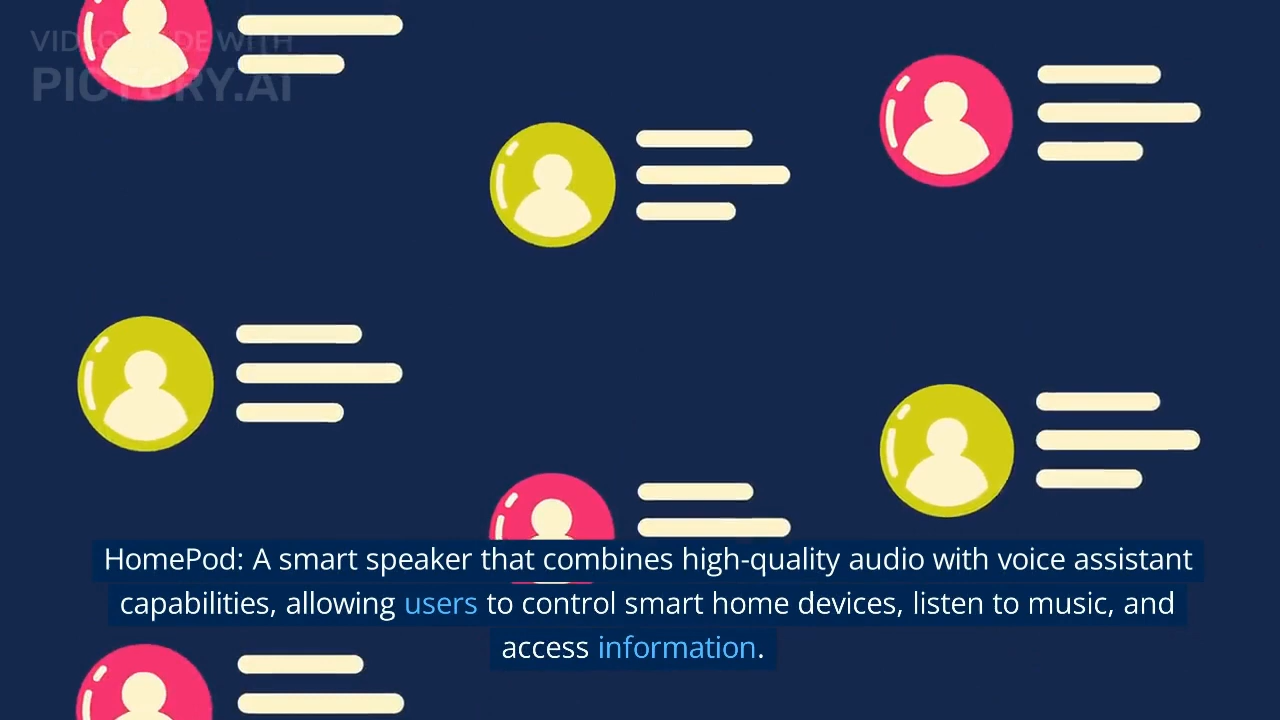 VIDEO MADE WITH
PICTORY.AI
HomePod: A smart speaker that combines high-quality audio with voice assistant
capabilities, allowing users to control smart home devices, listen to music, and
access information.